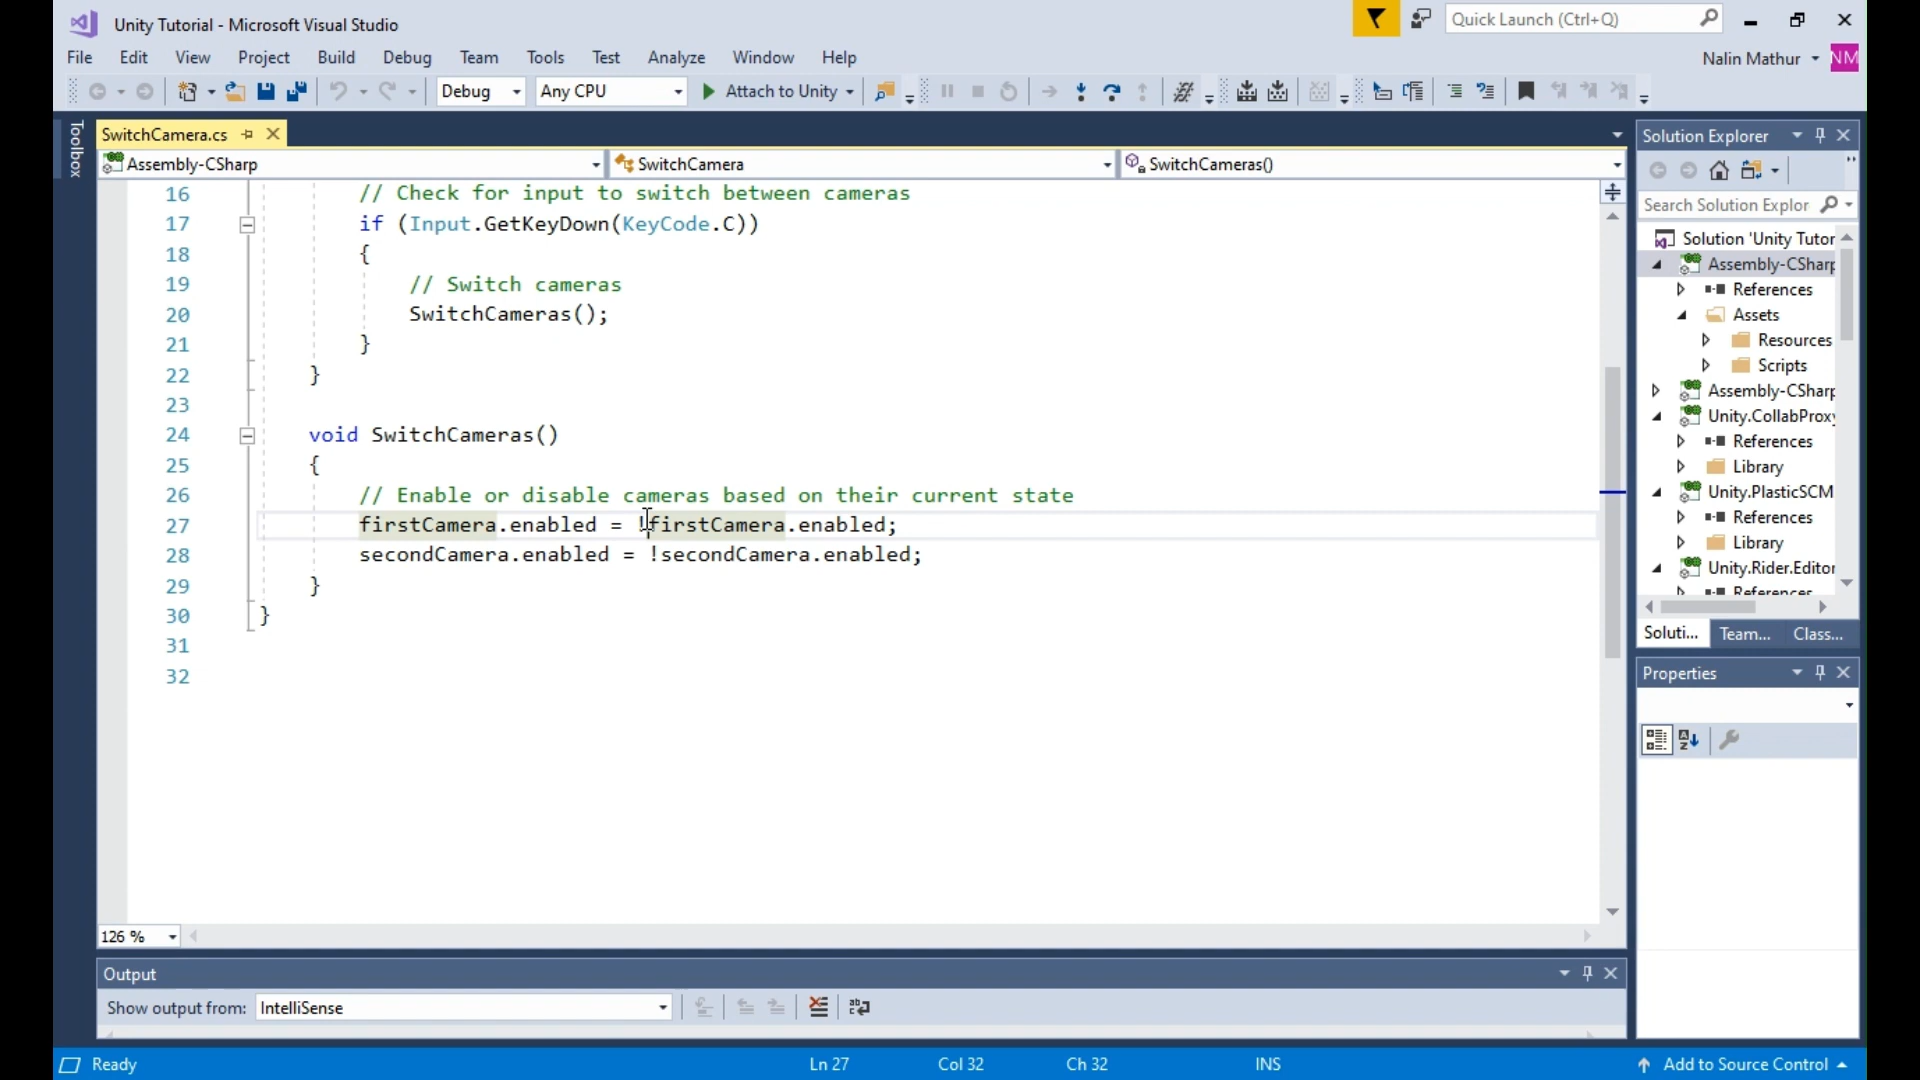 Unity Tutorial - Microsoft Visual Studio
Quick Launch (Ctrl+Q)
File Edit View Project Build Debug Team Tools Test Analyze Window Help
Nalin Mathur NM
Debug Any CPU Attach to Unity
Toolbox
SwitchCamera.cs
Assembly-CSharp SwitchCamera SwitchCameras()
16 // Check for input to switch between cameras
17 if (Input.GetKeyDown(KeyCode.C))
18 {
19 // Switch cameras
20 SwitchCameras();
21 }
22 }
23
24 void SwitchCameras()
25 {
26 // Enable or disable cameras based on their current state
27 firstCamera.enabled = !firstCamera.enabled;
28 secondCamera.enabled = !secondCamera.enabled;
29 }
30 }
31
32
126 %
Output
Show output from: IntelliSense
Solution Explorer
Search Solution Explor
Solution 'Unity Tutor
Assembly-CSharp
References
Assets
Resources
Scripts
Assembly-CSharp
Unity.CollabProxy
References
Library
Unity.PlasticSCM
References
Library
Unity.Rider.Editor
References
Soluti... Team... Class...
Properties
Ready Ln 27 Col 32 Ch 32 INS Add to Source Control